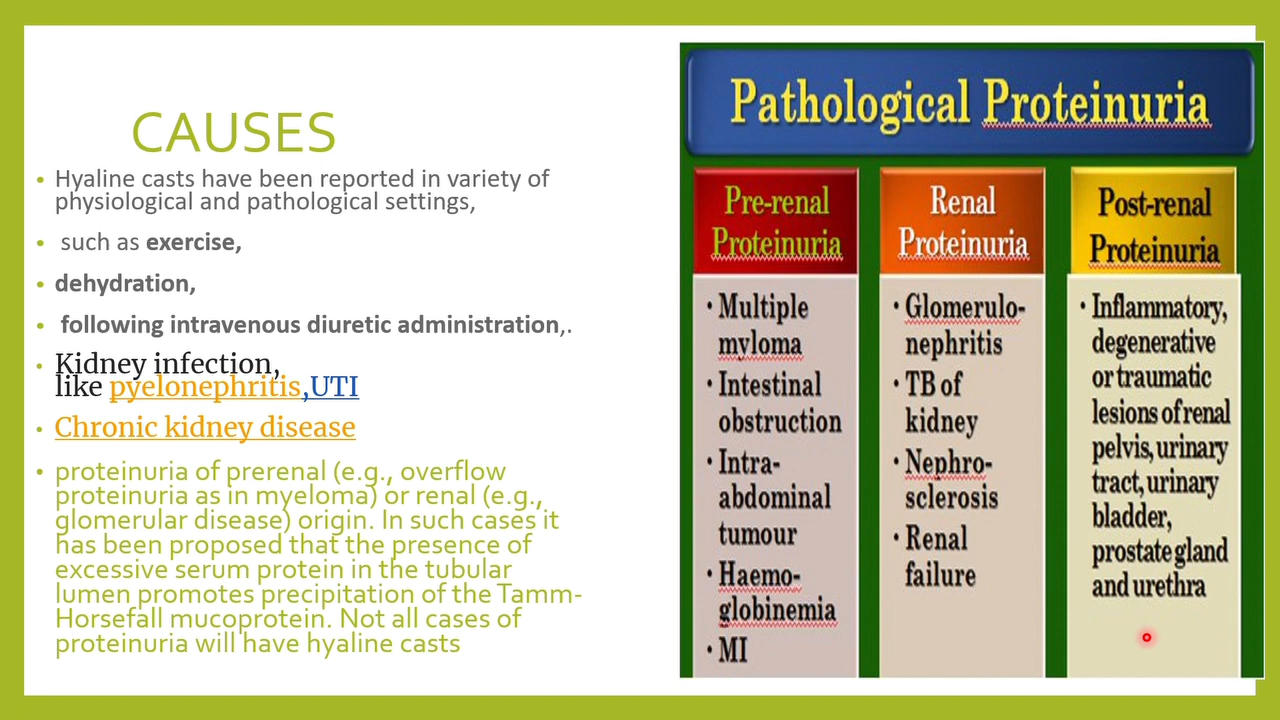 CAUSES
• Hyaline casts have been reported in variety of
physiological and pathological settings,
• such as exercise,
• dehydration,
• following intravenous diuretic administration,.
• Kidney infection,
like pyelonephritis,UTI
• Chronic kidney disease
• proteinuria of prerenal (e.g., overflow
proteinuria as in myeloma) or renal (e.g.,
glomerular disease) origin. In such cases it
has been proposed that the presence of
excessive serum protein in the tubular
lumen promotes precipitation of the Tamm-
Horsefall mucoprotein. Not all cases of
proteinuria will have hyaline casts
Pathological Proteinuria
Pre-renal
Proteinuria
• Multiple
myloma
• Intestinal
obstruction
• Intra-
abdominal
tumour
• Haemo-
globinemia
• MI
Renal
Proteinuria
• Glomerulo-
nephritis
• TB of
kidney
• Nephro-
sclerosis
• Renal
failure
Post-renal
Proteinuria
• Inflammatory,
degenerative
or traumatic
lesions of renal
pelvis, urinary
tract, urinary
bladder,
prostate gland
and urethra